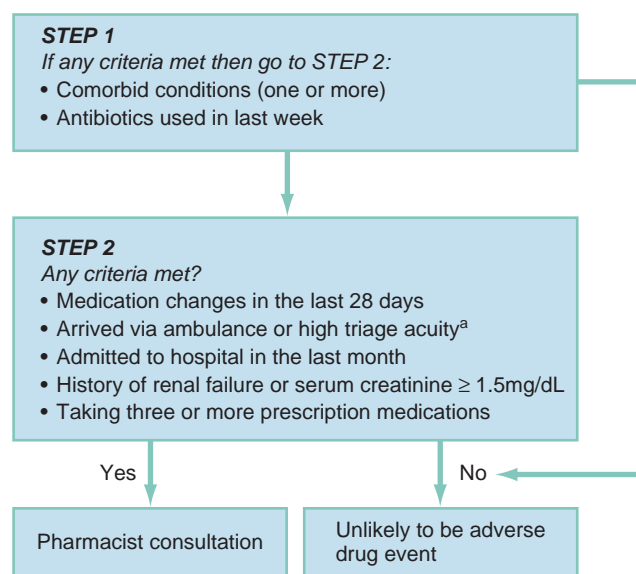 STEP 1
If any criteria met then go to STEP 2:
• Comorbid conditions (one or more)
• Antibiotics used in last week
STEP 2
Any criteria met?
• Medication changes in the last 28 days
• Arrived via ambulance or high triage acuityᵃ
• Admitted to hospital in the last month
• History of renal failure or serum creatinine ≥ 1.5mg/dL
• Taking three or more prescription medications
Yes
No
Pharmacist consultation
Unlikely to be adverse
drug event